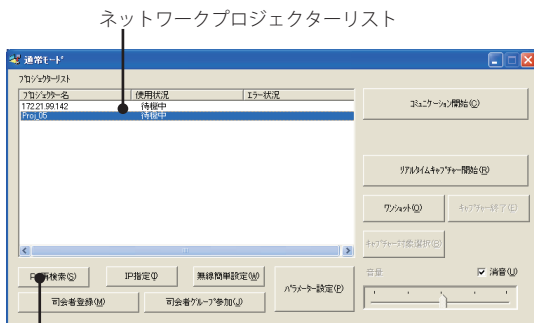 ネットワークプロジェクターリスト
通常モード
プロジェクターリスト
プロジェクター名 使用状況 エラー状況
172.21.99.142 待機中
Proj_05 待機中
コミュニケーション開始(C)
リアルタイムキャプチャー開始(R)
ワンショット(O) キャプチャー終了(E)
キャプチャー対象選択(B)
再検索(S) IP指定(I) 無線簡単設定(W) パラメーター設定(P) 音量 消音(U)
司会者登録(M) 司会者グループ参加(J)